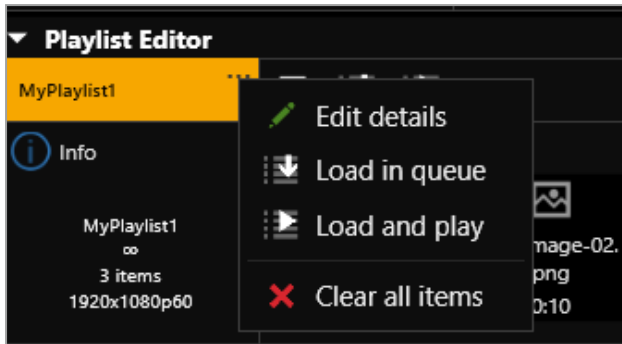 Playlist Editor
MyPlaylist1
Edit details
Info
Load in queue
MyPlaylist1
∞
3 items
1920x1080p60
Load and play
mage-02.
png
0:10
Clear all items